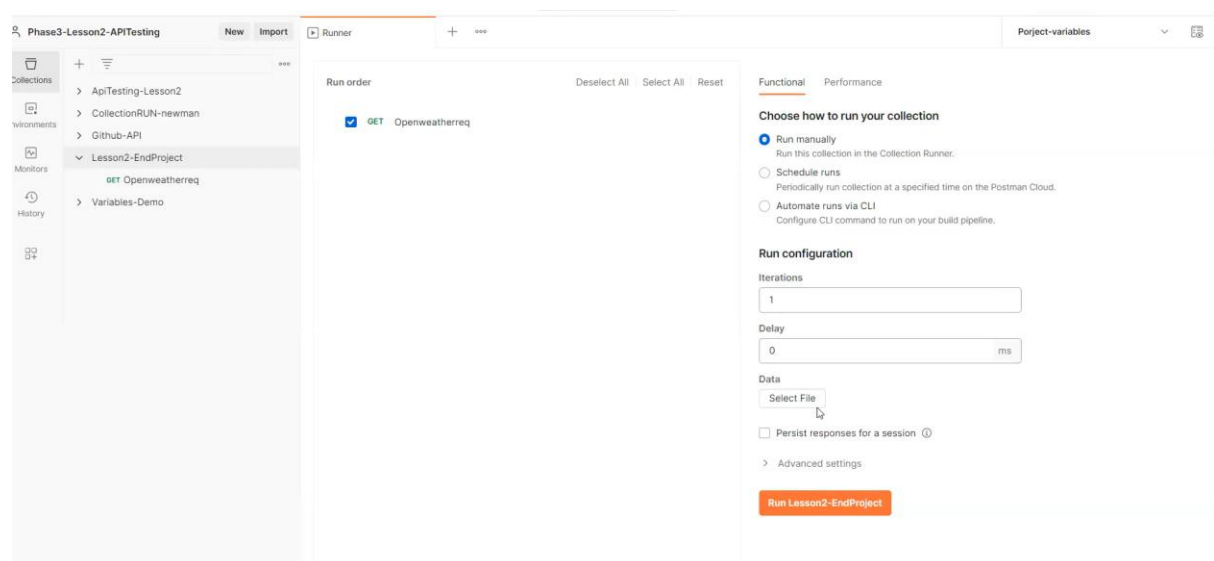 Phase3-Lesson2-APITesting New Import Runner Porject-variables
Collections
ApiTesting-Lesson2
CollectionRUN-newman
Environments
Github-API
Lesson2-EndProject
Monitors
GET Openweatherreq
History
Variables-Demo
Run order Deselect All Select All Reset
GET Openweatherreq
Functional Performance
Choose how to run your collection
Run manually
Run this collection in the Collection Runner.
Schedule runs
Periodically run collection at a specified time on the Postman Cloud.
Automate runs via CLI
Configure CLI command to run on your build pipeline.
Run configuration
Iterations
1
Delay
0 ms
Data
Select File
Persist responses for a session
Advanced settings
Run Lesson2-EndProject